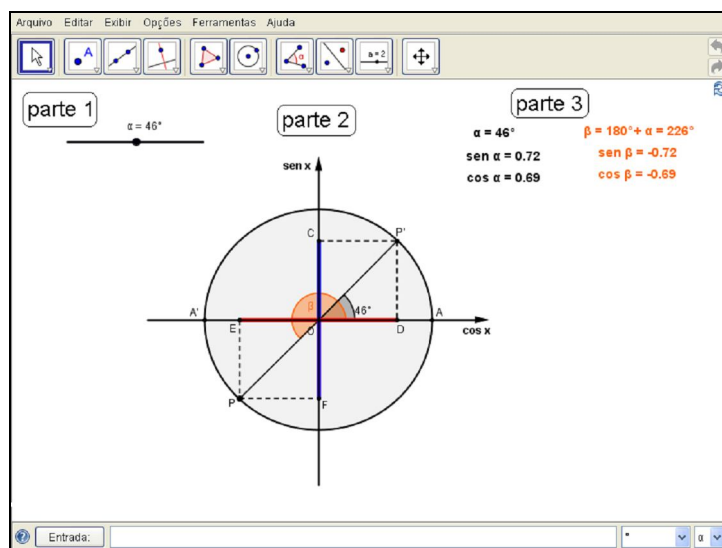 Arquivo Editar Exibir Opções Ferramentas Ajuda
A
α
a = 2
parte 1
parte 2
parte 3
α = 46°
α = 46°
β = 180°+ α = 226°
sen α = 0.72
sen β = -0.72
cos α = 0.69
cos β = -0.69
sen x
C
P'
β
46°
A'
E
O
D
A
cos x
P
F
Entrada:
°
α